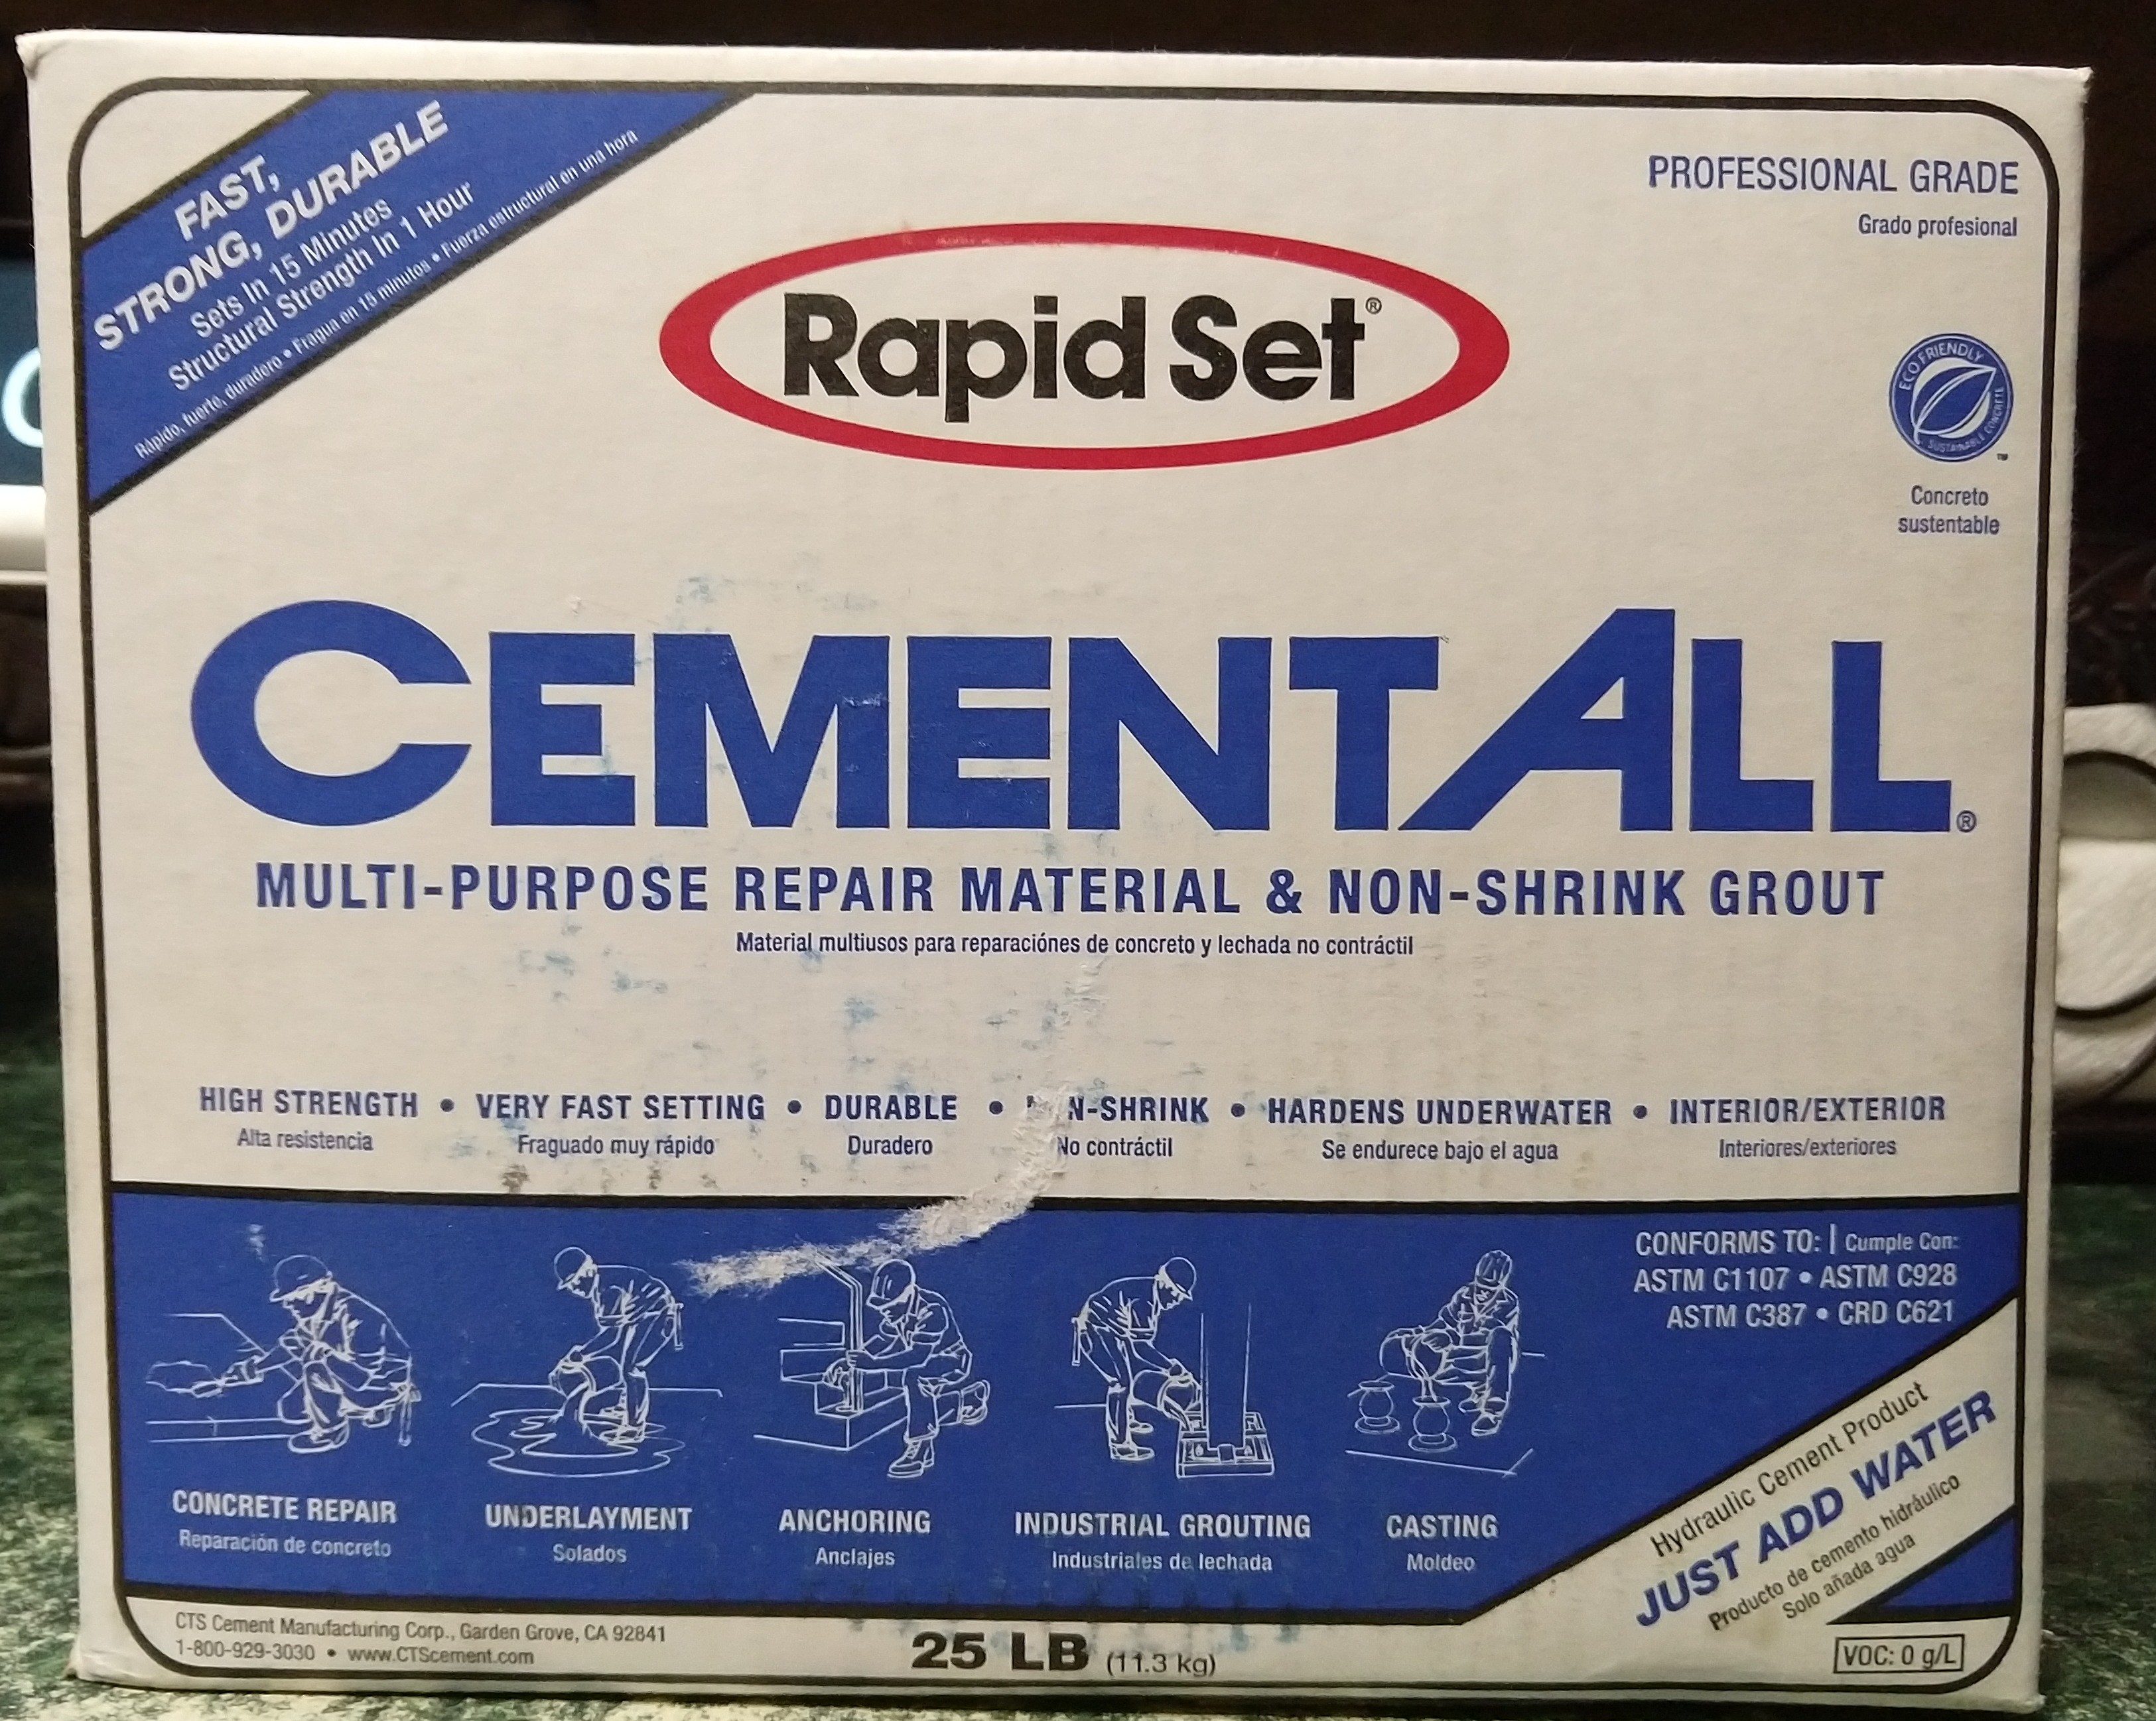 FAST,
STRONG, DURABLE
Sets In 15 Minutes
Structural Strength In 1 Hour
Rápido, fuerte, duradero • Fragua en 15 minutos • Fuerza estructural en una hora
PROFESSIONAL GRADE
Grado profesional
Rapid Set®
ECO FRIENDLY
SUSTAINABLE CONCRETE
™
Concreto
sustentable
CEMENTALL®
MULTI-PURPOSE REPAIR MATERIAL & NON-SHRINK GROUT
Material multiusos para reparaciónes de concreto y lechada no contráctil
HIGH STRENGTH • VERY FAST SETTING • DURABLE • N-SHRINK • HARDENS UNDERWATER • INTERIOR/EXTERIOR
Alta resistencia Fraguado muy rápido Duradero No contráctil Se endurece bajo el agua Interiores/exteriores
CONFORMS TO: | Cumple Con:
ASTM C1107 • ASTM C928
ASTM C387 • CRD C621
CONCRETE REPAIR UNDERLAYMENT ANCHORING INDUSTRIAL GROUTING CASTING
Reparación de concreto Solados Anclajes Industriales de lechada Moldeo
Hydraulic Cement Product
JUST ADD WATER
Producto de cemento hidráulico
Solo añada agua
CTS Cement Manufacturing Corp., Garden Grove, CA 92841
1-800-929-3030 • www.CTScement.com
25 LB (11.3 kg)
VOC: 0 g/L